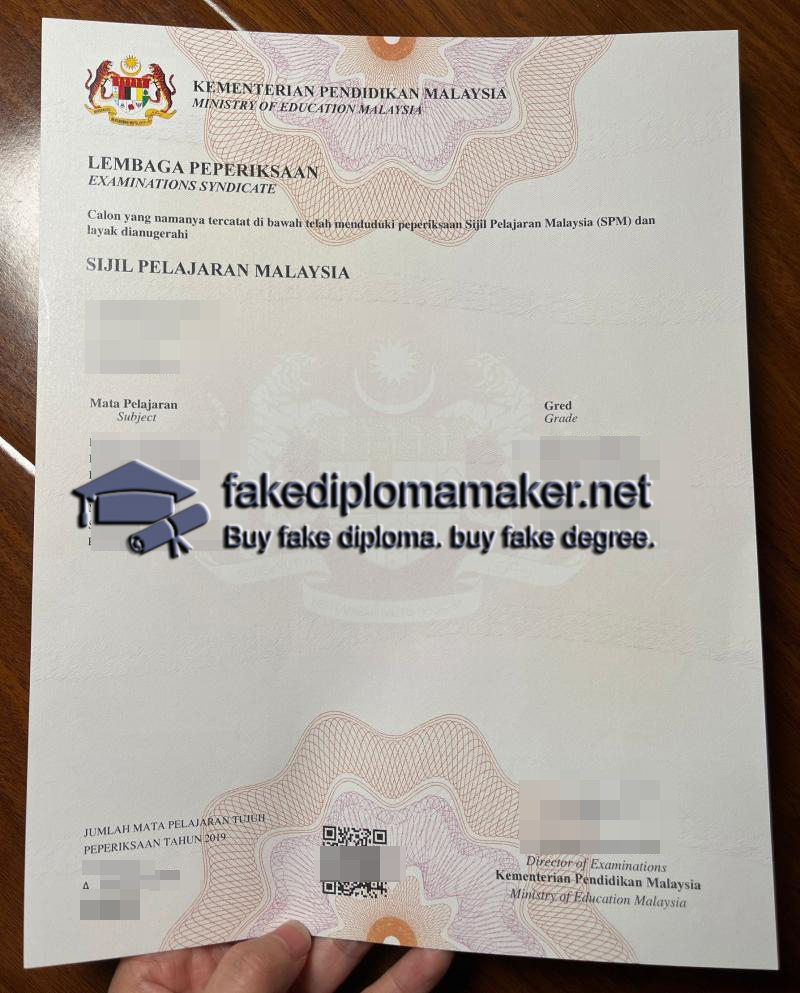 KEMENTERIAN PENDIDIKAN MALAYSIA
MINISTRY OF EDUCATION MALAYSIA
LEMBAGA PEPERIKSAAN
EXAMINATIONS SYNDICATE
Calon yang namanya tercatat di bawah telah menduduki peperiksaan Sijil Pelajaran Malaysia (SPM) dan
layak dianugerahi
SIJIL PELAJARAN MALAYSIA
Mata Pelajaran
Subject
Gred
Grade
fakediplomamaker.net
Buy fake diploma. buy fake degree.
JUMLAH MATA PELAJARAN TUJUH
PEPERIKSAAN TAHUN 2019
A
Director of Examinations
Kementerian Pendidikan Malaysia
Ministry of Education Malaysia